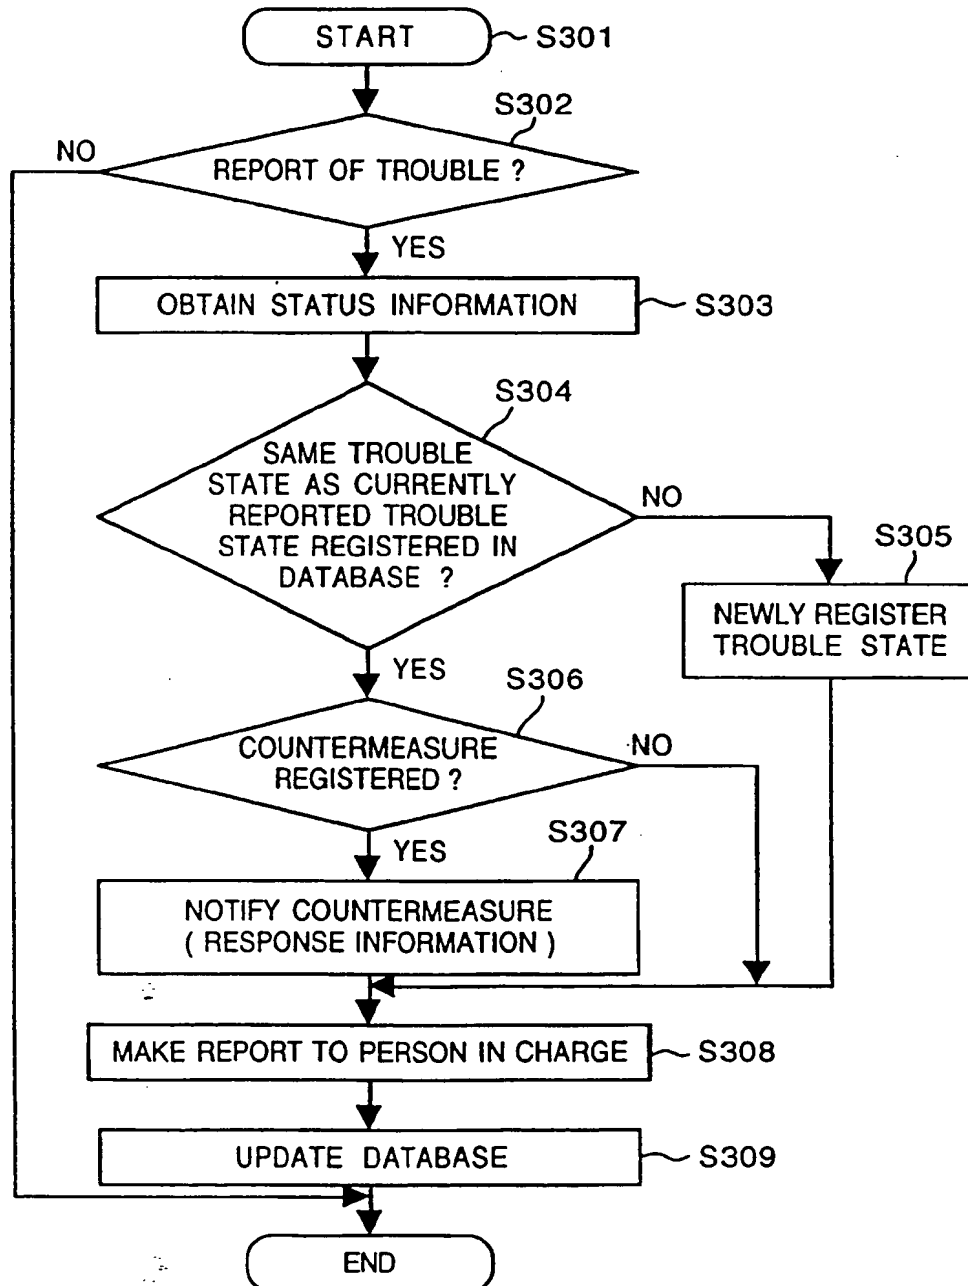 START
S301
S302
NO
REPORT OF TROUBLE ?
YES
OBTAIN STATUS INFORMATION
S303
S304
SAME TROUBLE
STATE AS CURRENTLY
REPORTED TROUBLE
STATE REGISTERED IN
DATABASE ?
NO
S305
NEWLY REGISTER
TROUBLE STATE
YES
S306
COUNTERMEASURE
REGISTERED ?
NO
YES
S307
NOTIFY COUNTERMEASURE
( RESPONSE INFORMATION )
MAKE REPORT TO PERSON IN CHARGE
S308
UPDATE DATABASE
S309
END